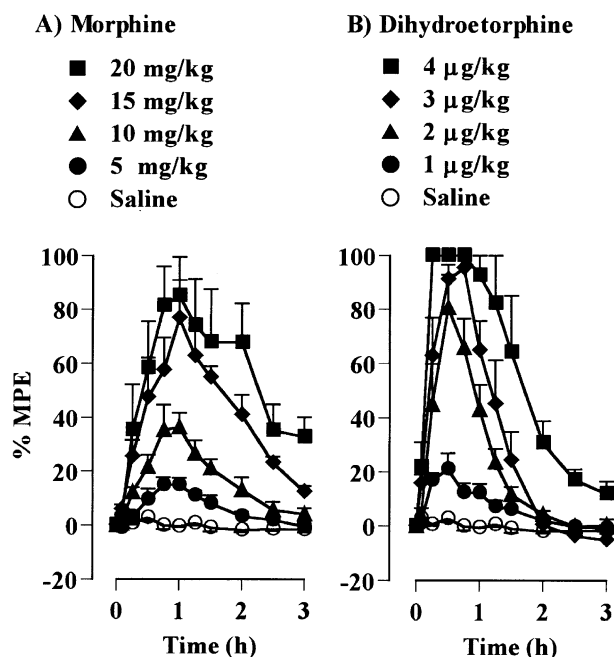 A) Morphine
20 mg/kg
15 mg/kg
10 mg/kg
5 mg/kg
Saline
B) Dihydroetorphine
4 µg/kg
3 µg/kg
2 µg/kg
1 µg/kg
Saline
% MPE
100
80
60
40
20
0
-20
0
1
2
3
Time (h)
100
80
60
40
20
0
-20
0
1
2
3
Time (h)